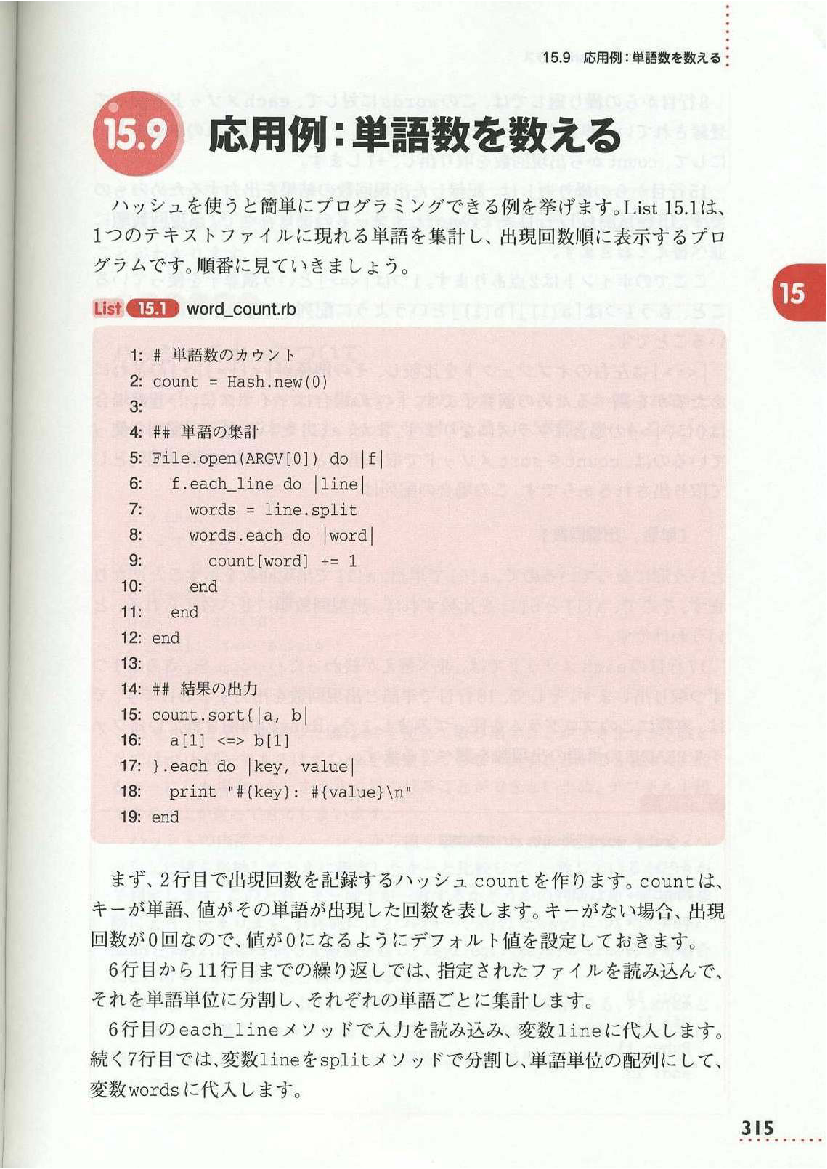 15.9 応用例：単語数を数える
15.9 応用例：単語数を数える
ハッシュを使うと簡単にプログラミングできる例を挙げます。List 15.1は、
1つのテキストファイルに現れる単語を集計し、出現回数順に表示するプロ
グラムです。順番に見ていきましょう。
15
List 15.1 word_count.rb
1: # 単語数のカウント
2: count = Hash.new(0)
3:
4: ## 単語の集計
5: File.open(ARGV[0]) do |f|
6:   f.each_line do |line|
7:     words = line.split
8:     words.each do |word|
9:       count[word] += 1
10:     end
11:   end
12: end
13:
14: ## 結果の出力
15: count.sort{|a, b|
16:   a[1] <=> b[1]
17: }.each do |key, value|
18:   print "#{key}: #{value}\n"
19: end
まず、2行目で出現回数を記録するハッシュcountを作ります。countは、
キーが単語、値がその単語が出現した回数を表します。キーがない場合、出現
回数が0回なので、値が0になるようにデフォルト値を設定しておきます。
6行目から11行目までの繰り返しでは、指定されたファイルを読み込んで、
それを単語単位に分割し、それぞれの単語ごとに集計します。
6行目のeach_lineメソッドで入力を読み込み、変数lineに代入します。
続く7行目では、変数lineをsplitメソッドで分割し、単語単位の配列にして、
変数wordsに代入します。
315